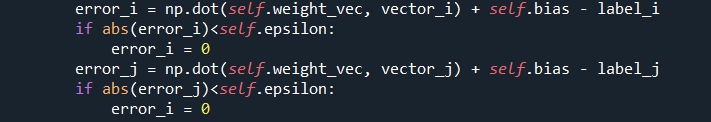 error_i = np.dot(self.weight_vec, vector_i) + self.bias - label_i
if abs(error_i)<self.epsilon:
    error_i = 0
error_j = np.dot(self.weight_vec, vector_j) + self.bias - label_j
if abs(error_j)<self.epsilon:
    error_i = 0